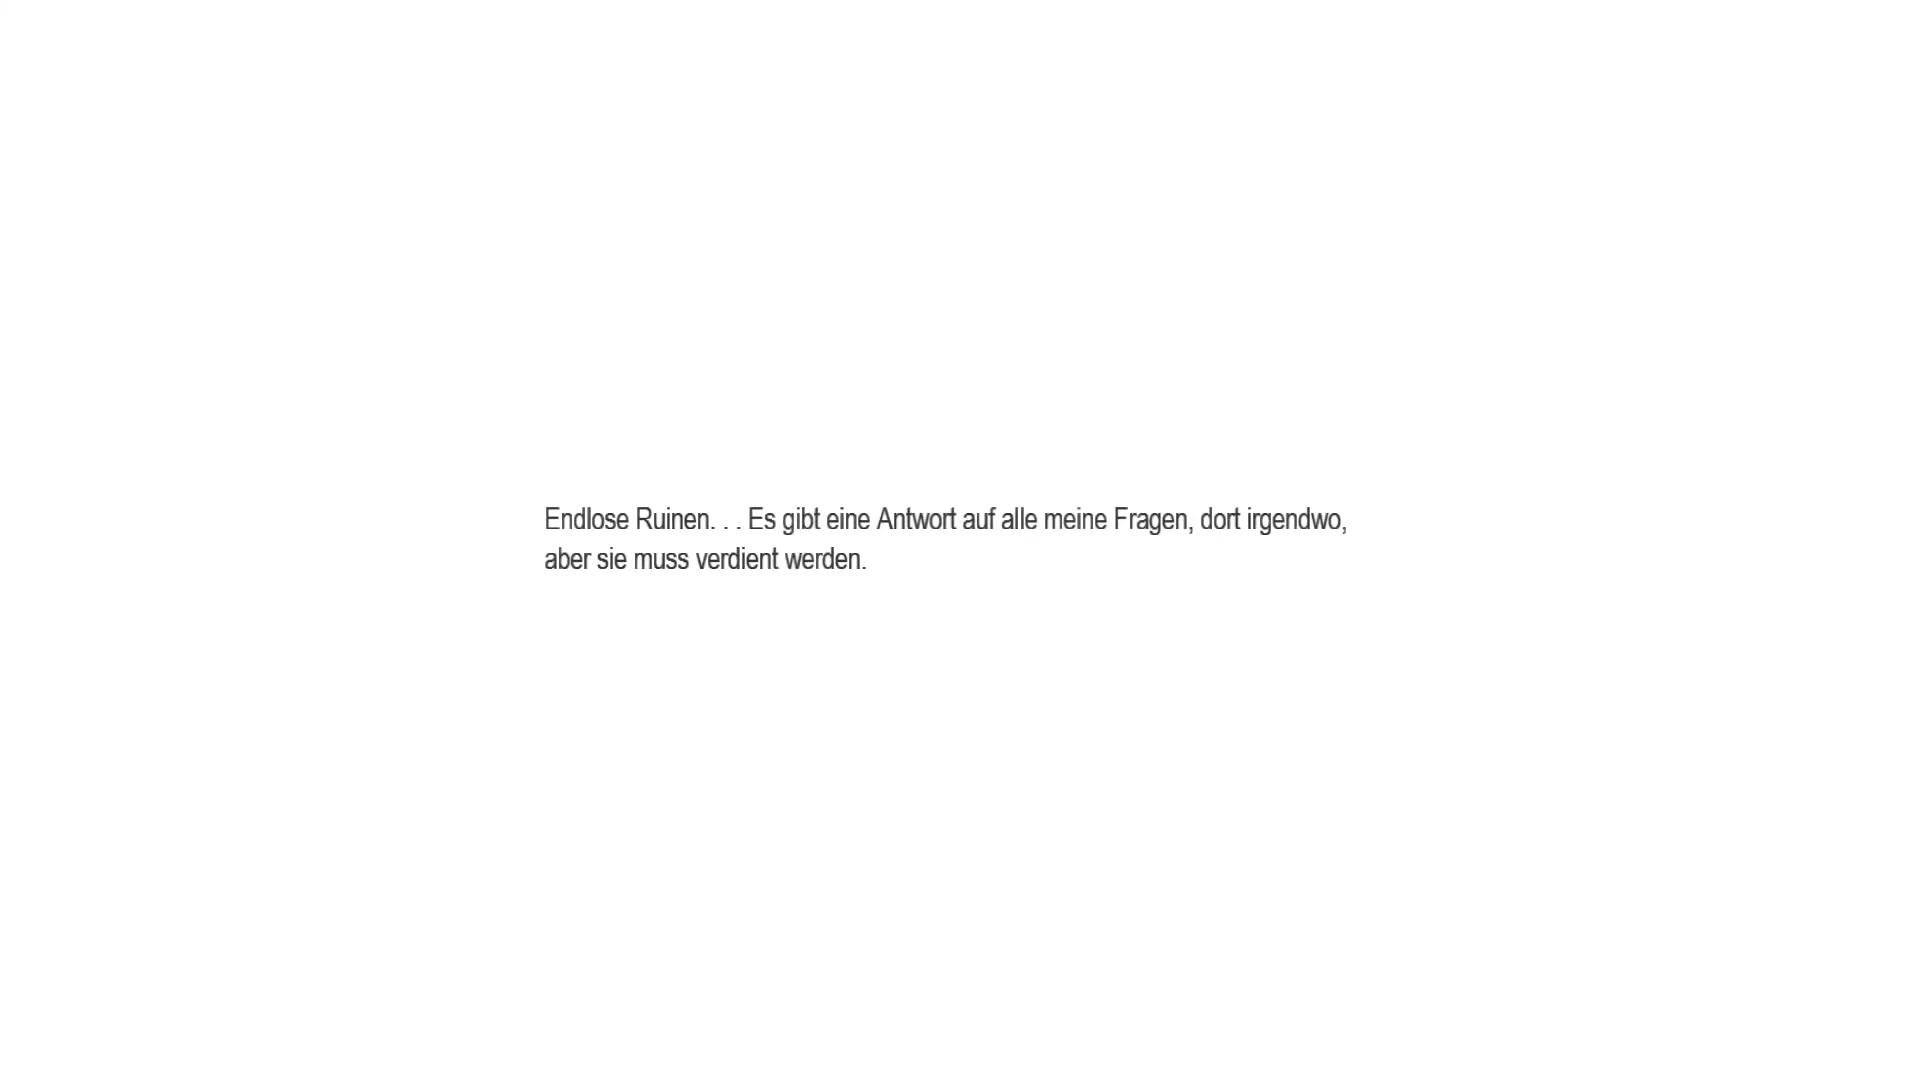 Endlose Ruinen. . . Es gibt eine Antwort auf alle meine Fragen, dort irgendwo,
aber sie muss verdient werden.